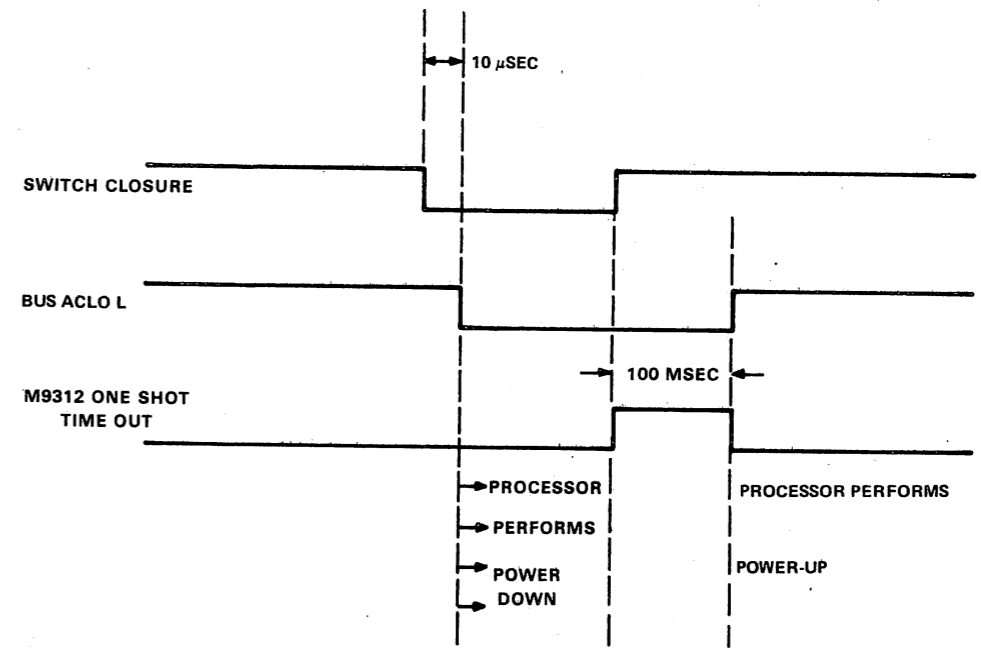 10 μSEC
SWITCH CLOSURE
BUS ACLO L
100 MSEC
M9312 ONE SHOT
TIME OUT
PROCESSOR
PERFORMS
POWER
DOWN
PROCESSOR PERFORMS
POWER-UP